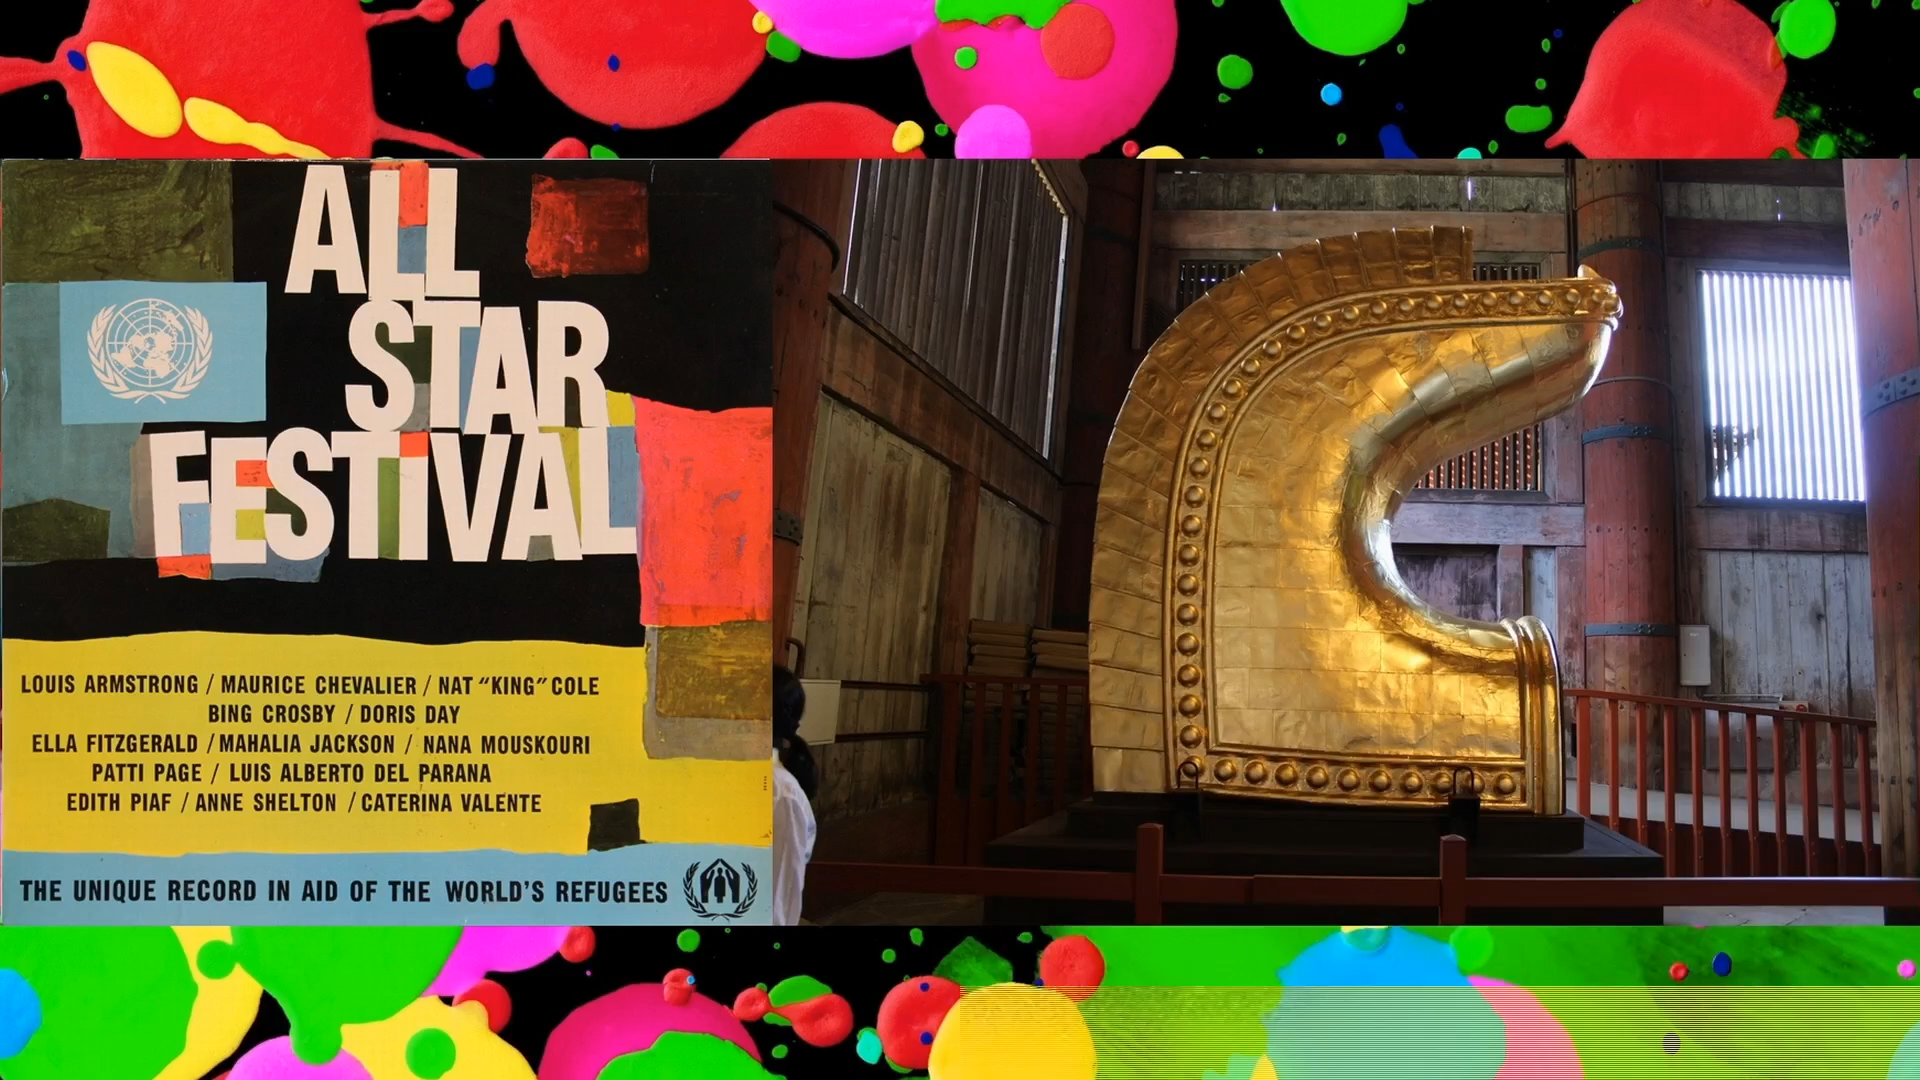 ALL
STAR
FESTIVAL
LOUIS ARMSTRONG / MAURICE CHEVALIER / NAT "KING" COLE
BING CROSBY / DORIS DAY
ELLA FITZGERALD / MAHALIA JACKSON / NANA MOUSKOURI
PATTI PAGE / LUIS ALBERTO DEL PARANA
EDITH PIAF / ANNE SHELTON / CATERINA VALENTE
THE UNIQUE RECORD IN AID OF THE WORLD'S REFUGEES